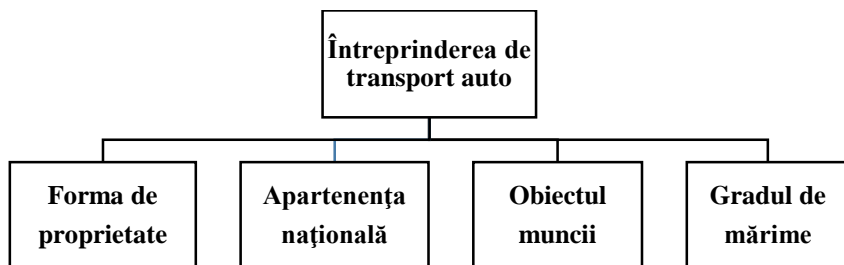 Întreprinderea de
transport auto
Forma de
proprietate
Apartenenţa
naţională
Obiectul
muncii
Gradul de
mărime